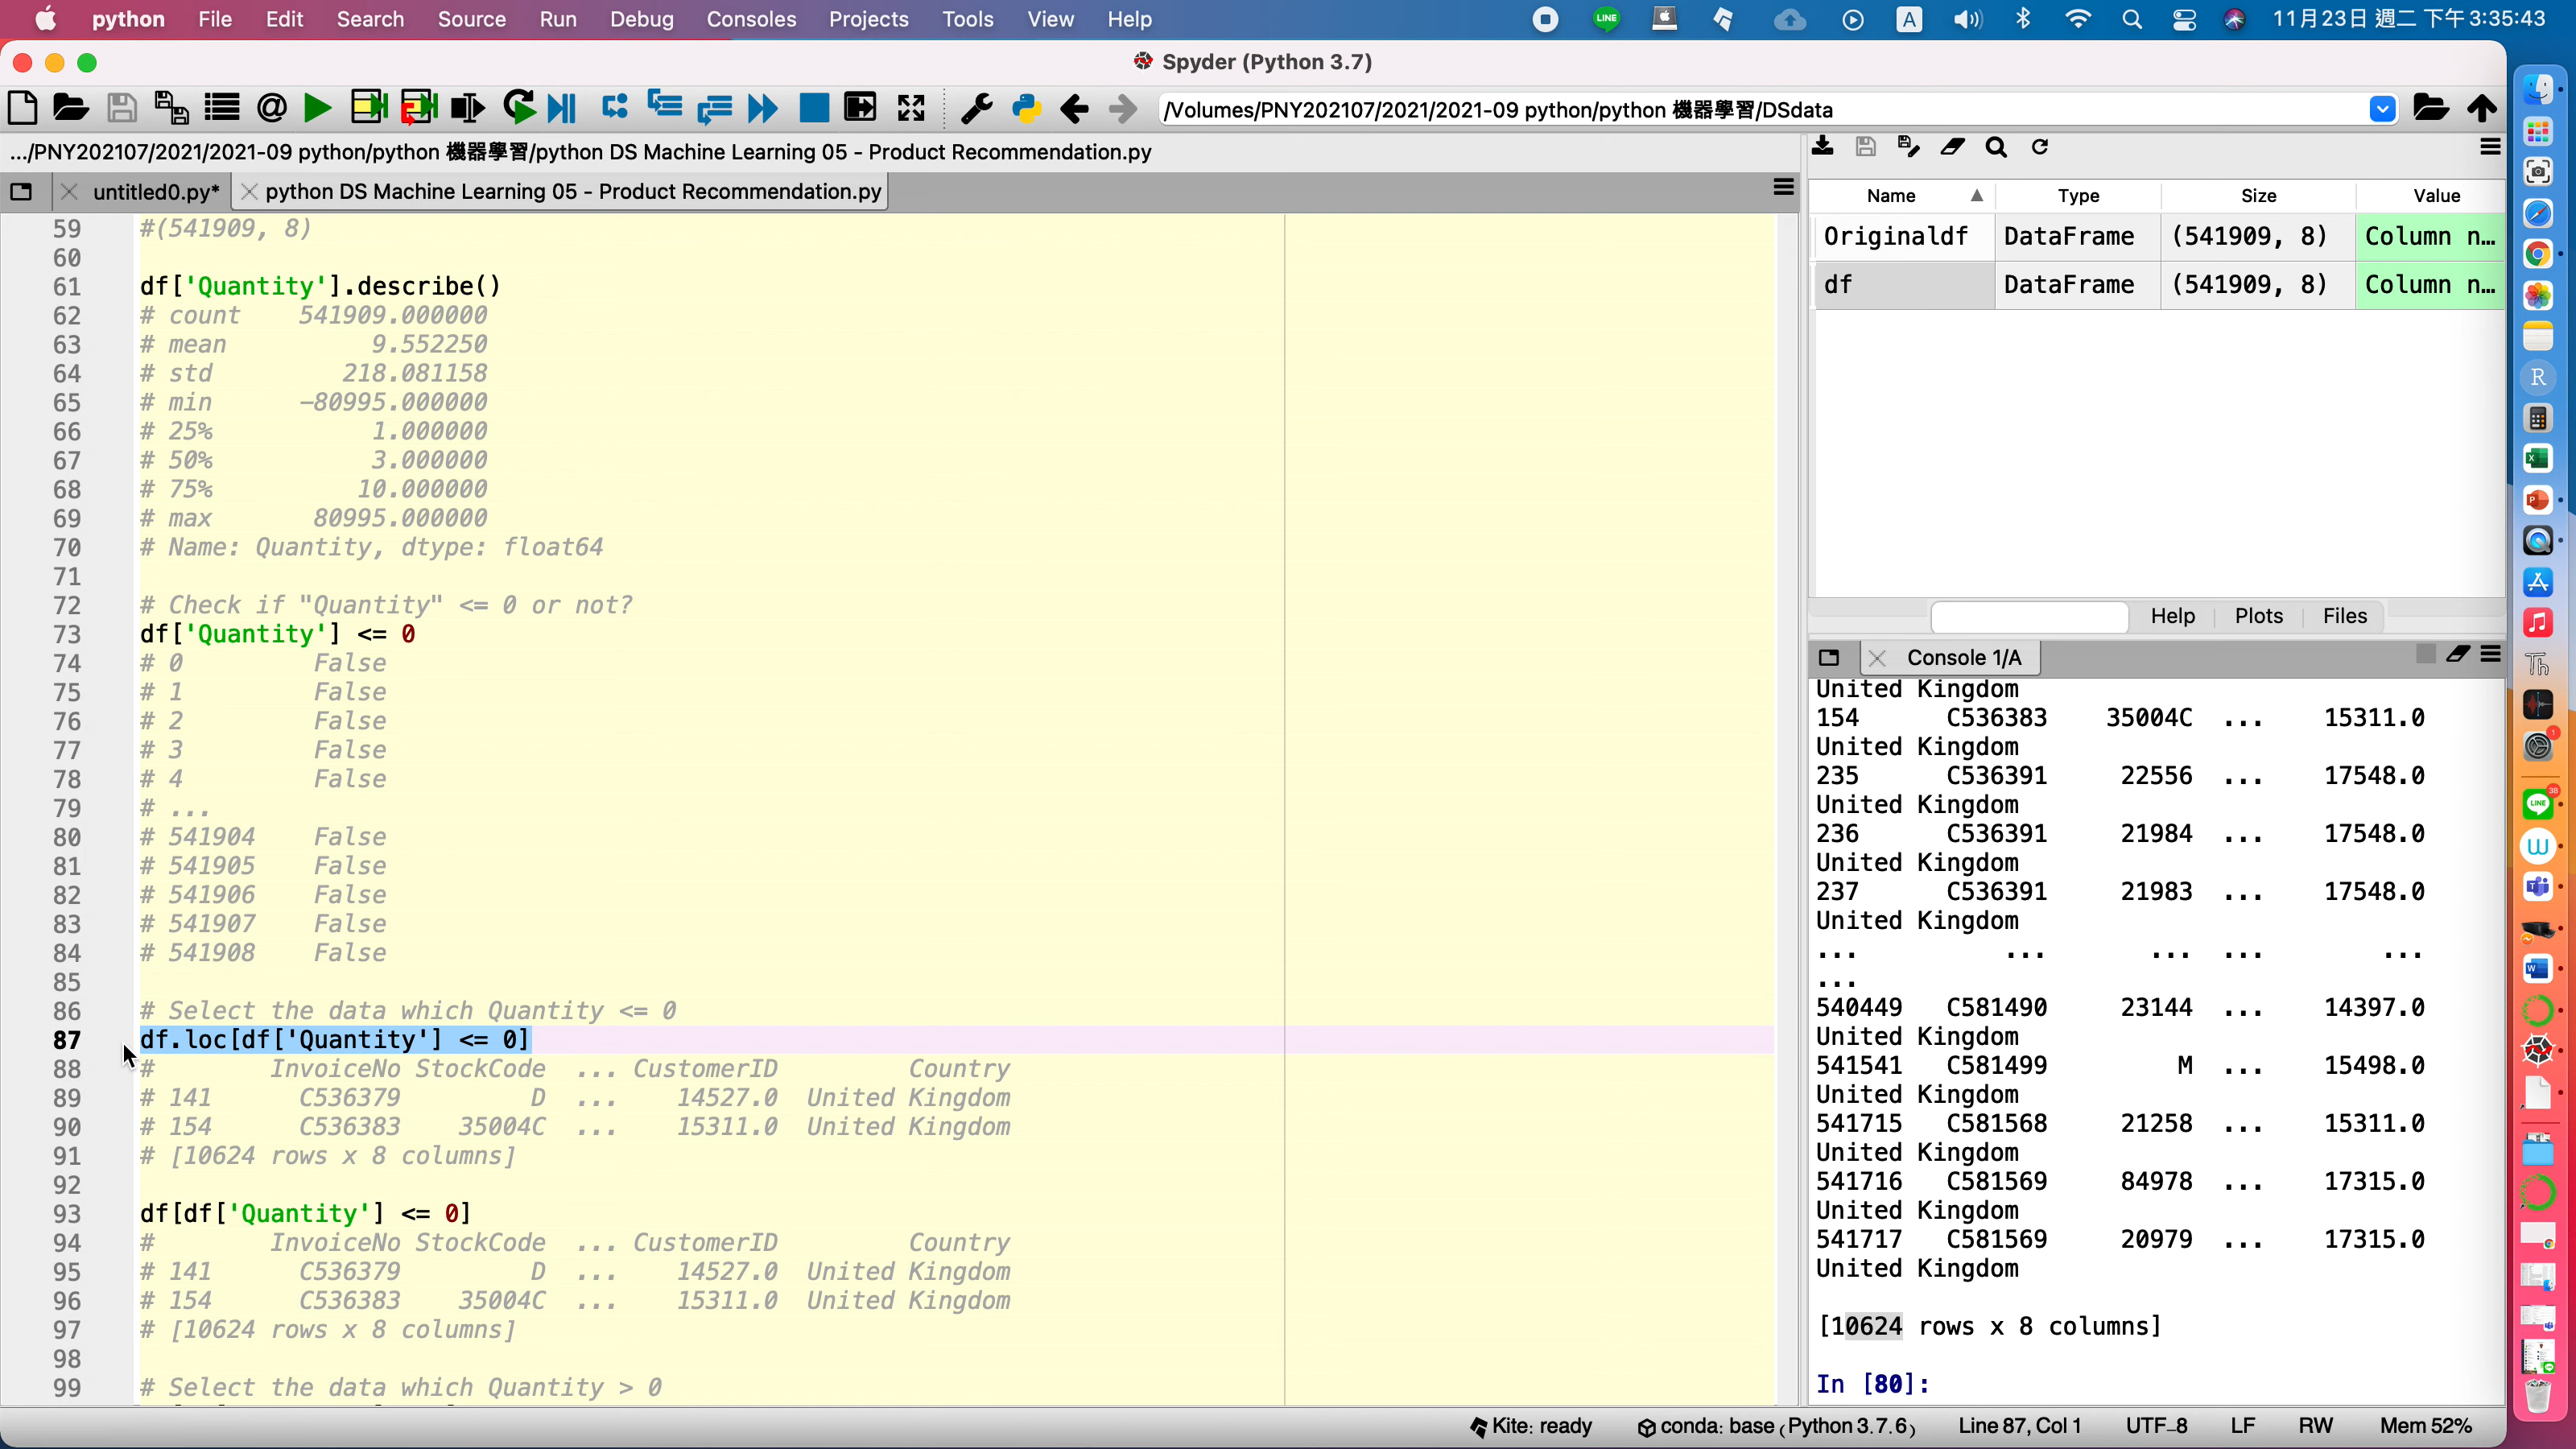 python File Edit Search Source Run Debug Consoles Projects Tools View Help LINE A 11月23日 週二 下午3:35:43
Spyder (Python 3.7)
/Volumes/PNY202107/2021/2021-09 python/python 機器學習/DSdata
.../PNY202107/2021/2021-09 python/python 機器學習/python DS Machine Learning 05 - Product Recommendation.py
untitled0.py* python DS Machine Learning 05 - Product Recommendation.py
59 #(541909, 8)
60
61 df['Quantity'].describe()
62 # count 541909.000000
63 # mean 9.552250
64 # std 218.081158
65 # min -80995.000000
66 # 25% 1.000000
67 # 50% 3.000000
68 # 75% 10.000000
69 # max 80995.000000
70 # Name: Quantity, dtype: float64
71
72 # Check if "Quantity" <= 0 or not?
73 df['Quantity'] <= 0
74 # 0 False
75 # 1 False
76 # 2 False
77 # 3 False
78 # 4 False
79 # ...
80 # 541904 False
81 # 541905 False
82 # 541906 False
83 # 541907 False
84 # 541908 False
85
86 # Select the data which Quantity <= 0
87 df.loc[df['Quantity'] <= 0]
88 # InvoiceNo StockCode ... CustomerID Country
89 # 141 C536379 D ... 14527.0 United Kingdom
90 # 154 C536383 35004C ... 15311.0 United Kingdom
91 # [10624 rows x 8 columns]
92
93 df[df['Quantity'] <= 0]
94 # InvoiceNo StockCode ... CustomerID Country
95 # 141 C536379 D ... 14527.0 United Kingdom
96 # 154 C536383 35004C ... 15311.0 United Kingdom
97 # [10624 rows x 8 columns]
98
99 # Select the data which Quantity > 0
Name Type Size Value
Originaldf DataFrame (541909, 8) Column n…
df DataFrame (541909, 8) Column n…
Help Plots Files
Console 1/A
United Kingdom
154 C536383 35004C ... 15311.0
United Kingdom
235 C536391 22556 ... 17548.0
United Kingdom
236 C536391 21984 ... 17548.0
United Kingdom
237 C536391 21983 ... 17548.0
United Kingdom
... ... ... ... ...
...
540449 C581490 23144 ... 14397.0
United Kingdom
541541 C581499 M ... 15498.0
United Kingdom
541715 C581568 21258 ... 15311.0
United Kingdom
541716 C581569 84978 ... 17315.0
United Kingdom
541717 C581569 20979 ... 17315.0
United Kingdom
[10624 rows x 8 columns]
In [80]:
Kite: ready conda: base (Python 3.7.6) Line 87, Col 1 UTF-8 LF RW Mem 52%